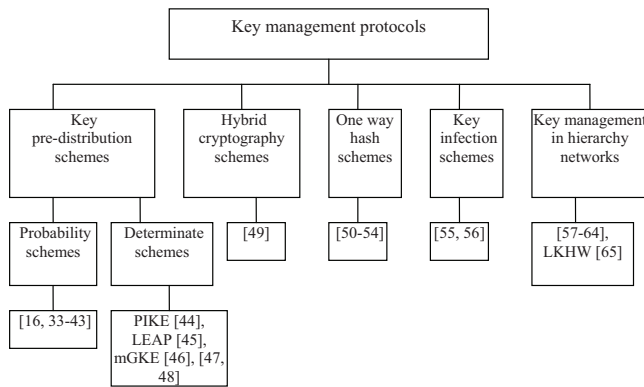 Key management protocols
Key
pre-distribution
schemes
Hybrid
cryptography
schemes
One way
hash
schemes
Key
infection
schemes
Key management
in hierarchy
networks
Probability
schemes
Determinate
schemes
[49]
[50-54]
[55, 56]
[57-64],
LKHW [65]
[16, 33-43]
PIKE [44],
LEAP [45],
mGKE [46], [47,
48]